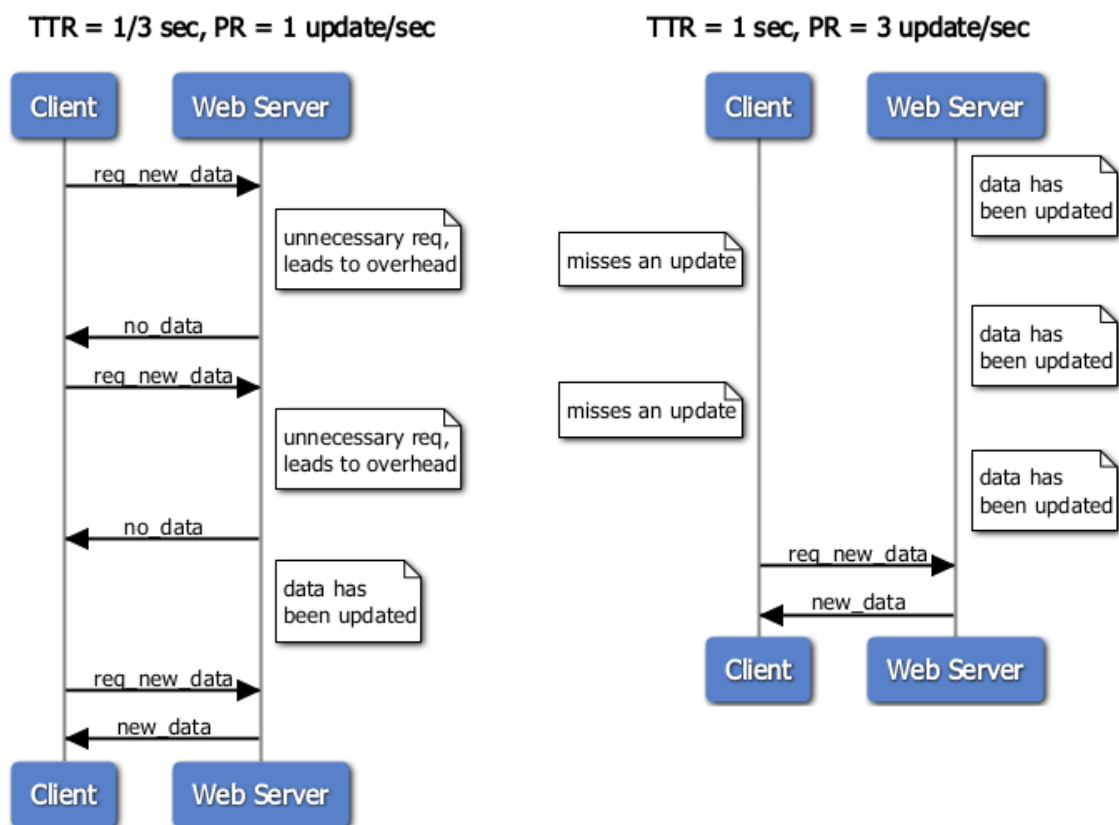 TTR = 1/3 sec, PR = 1 update/sec
Client
Web Server
req_new_data
unnecessary req,
leads to overhead
no_data
req_new_data
unnecessary req,
leads to overhead
no_data
data has
been updated
req_new_data
new_data
Client
Web Server
TTR = 1 sec, PR = 3 update/sec
Client
Web Server
data has
been updated
misses an update
data has
been updated
misses an update
data has
been updated
req_new_data
new_data
Client
Web Server